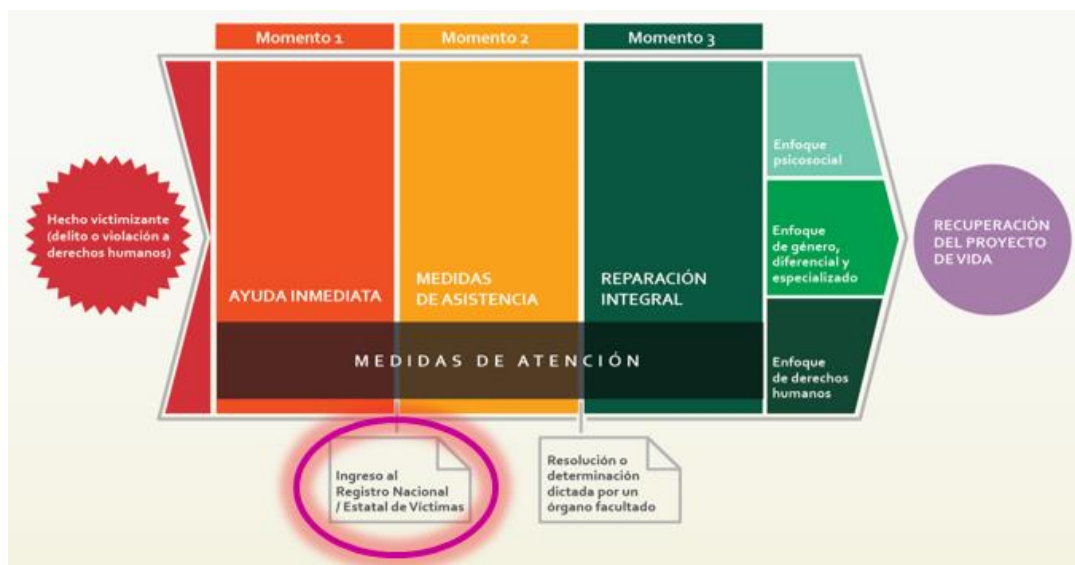 Momento 1
Momento 2
Momento 3
Hecho victimizante
(delito o violación a
derechos humanos)
AYUDA INMEDIATA
MEDIDAS
DE ASISTENCIA
REPARACIÓN
INTEGRAL
MEDIDAS DE ATENCIÓN
Enfoque
psicosocial
Enfoque
de género,
diferencial y
especializado
Enfoque
de derechos
humanos
RECUPERACIÓN
DEL PROYECTO
DE VIDA
Ingreso al
Registro Nacional
/ Estatal de Víctimas
Resolución o
determinación
dictada por un
órgano facultado